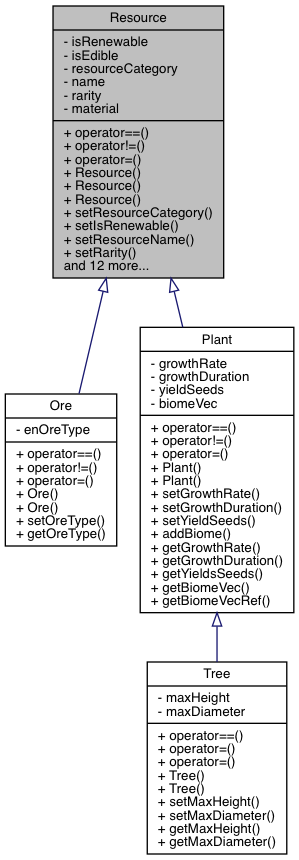 Resource
- isRenewable
- isEdible
- resourceCategory
- name
- rarity
- material
+ operator==()
+ operator!=()
+ operator=()
+ Resource()
+ Resource()
+ Resource()
+ setResourceCategory()
+ setIsRenewable()
+ setResourceName()
+ setRarity()
and 12 more...
Ore
- enOreType
+ operator==()
+ operator!=()
+ operator=()
+ Ore()
+ Ore()
+ setOreType()
+ getOreType()
Plant
- growthRate
- growthDuration
- yieldSeeds
- biomeVec
+ operator==()
+ operator!=()
+ operator=()
+ Plant()
+ Plant()
+ setGrowthRate()
+ setGrowthDuration()
+ setYieldSeeds()
+ addBiome()
+ getGrowthRate()
+ getGrowthDuration()
+ getYieldsSeeds()
+ getBiomeVec()
+ getBiomeVecRef()
Tree
- maxHeight
- maxDiameter
+ operator==()
+ operator=()
+ operator=()
+ Tree()
+ Tree()
+ setMaxHeight()
+ setMaxDiameter()
+ getMaxHeight()
+ getMaxDiameter()